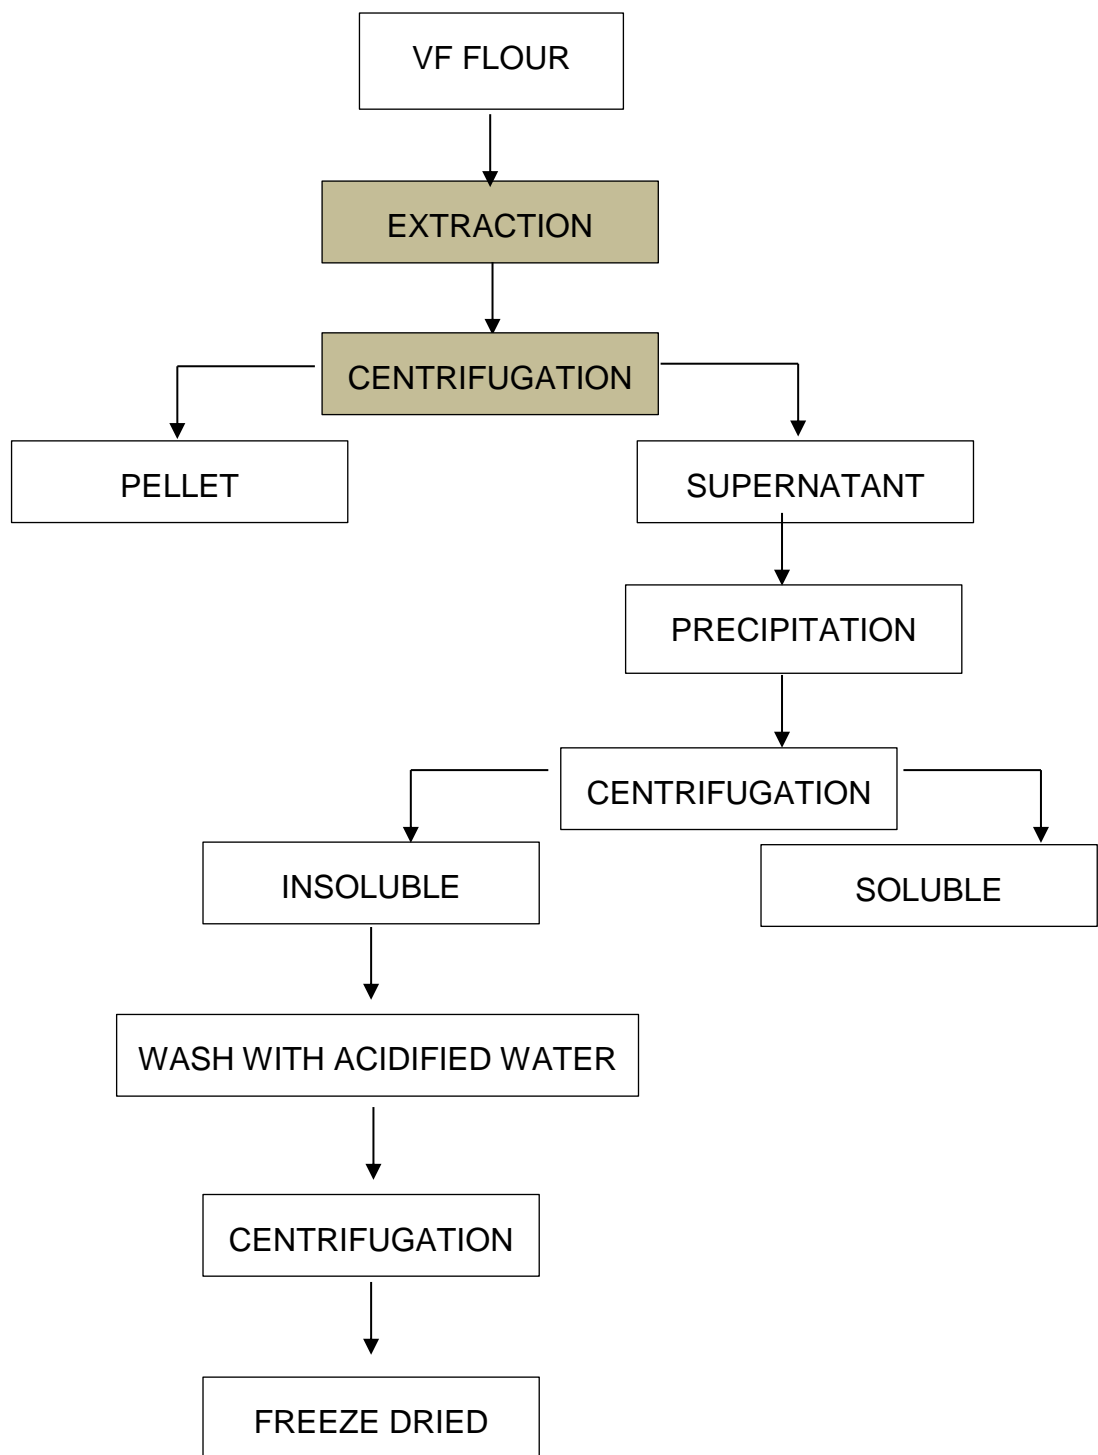 VF FLOUR
EXTRACTION
CENTRIFUGATION
PELLET
SUPERNATANT
PRECIPITATION
CENTRIFUGATION
INSOLUBLE
SOLUBLE
WASH WITH ACIDIFIED WATER
CENTRIFUGATION
FREEZE DRIED